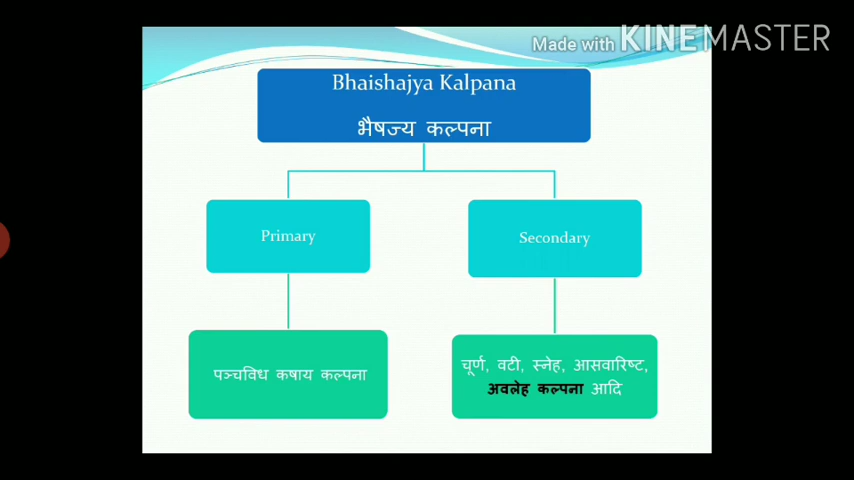 Made with KINEMASTER
Bhaishajya Kalpana
भैषज्य कल्पना
Primary
Secondary
पञ्चविध कषाय कल्पना
चूर्ण, वटी, स्नेह, आसवारिष्ट,
अवलेह कल्पना आदि